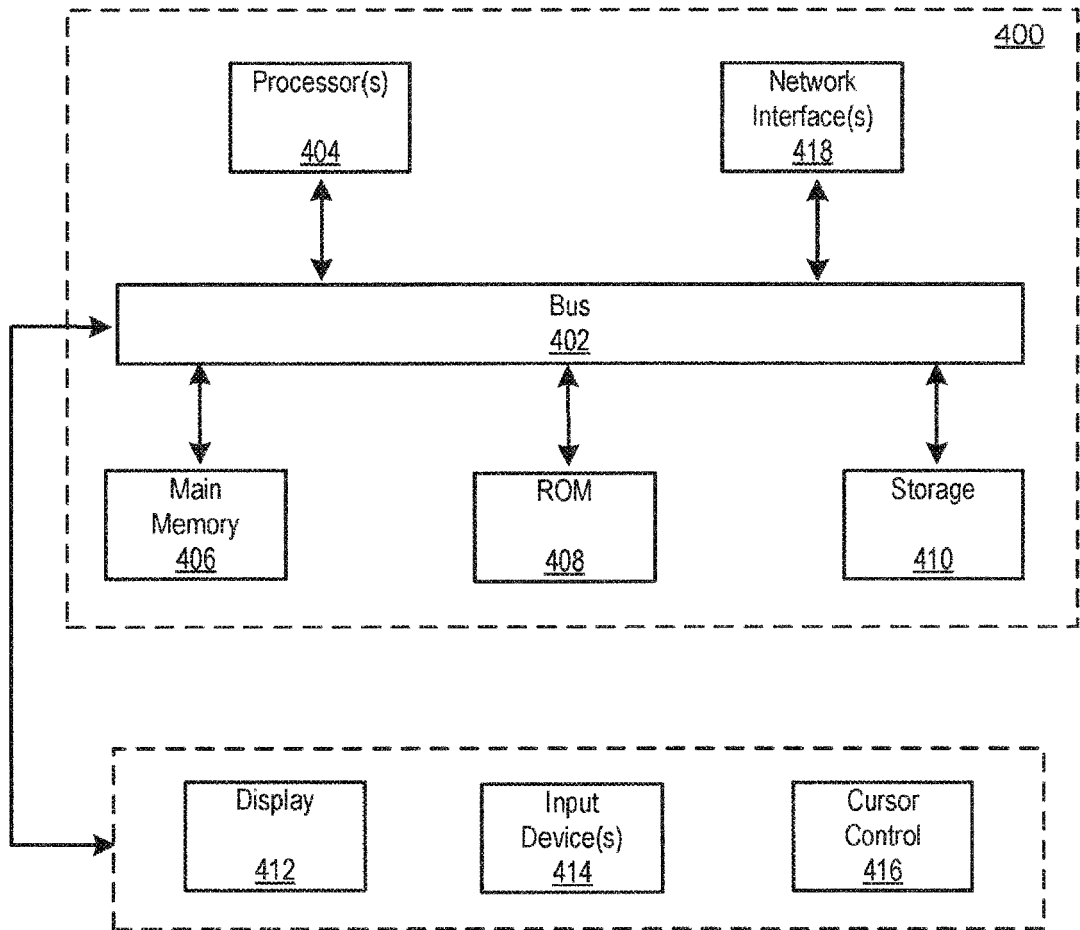 400
Processor(s)
404
Network
Interface(s)
418
Bus
402
Main
Memory
406
ROM
408
Storage
410
Display
412
Input
Device(s)
414
Cursor
Control
416